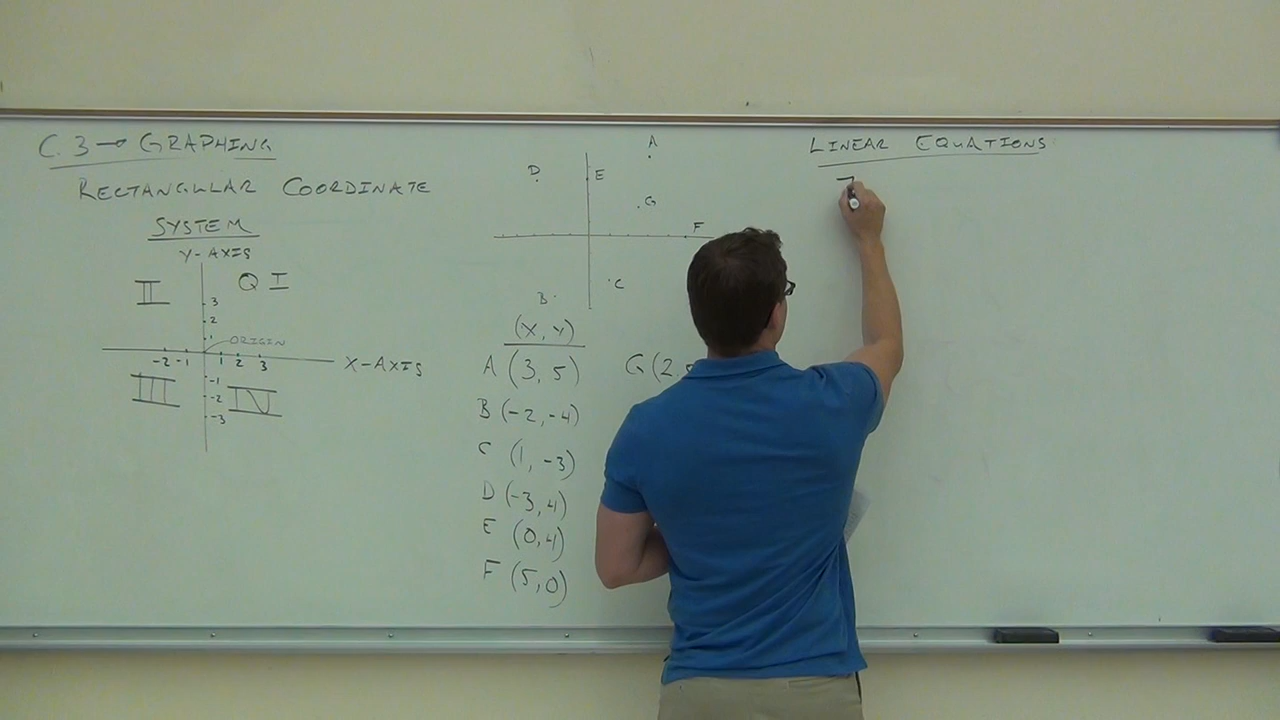 C.3 → GRAPHING
RECTANGULAR COORDINATE
SYSTEM
Y-AXIS
II
Q I
3
2
1
ORIGIN
-2 -1 1 2 3
X-AXIS
-1
-2
-3
III
IV
A
D
E
G
F
C
B
(X, Y)
A (3, 5)
B (-2, -4)
C (1, -3)
D (-3, 4)
E (0, 4)
F (5, 0)
G (2.5
LINEAR EQUATIONS